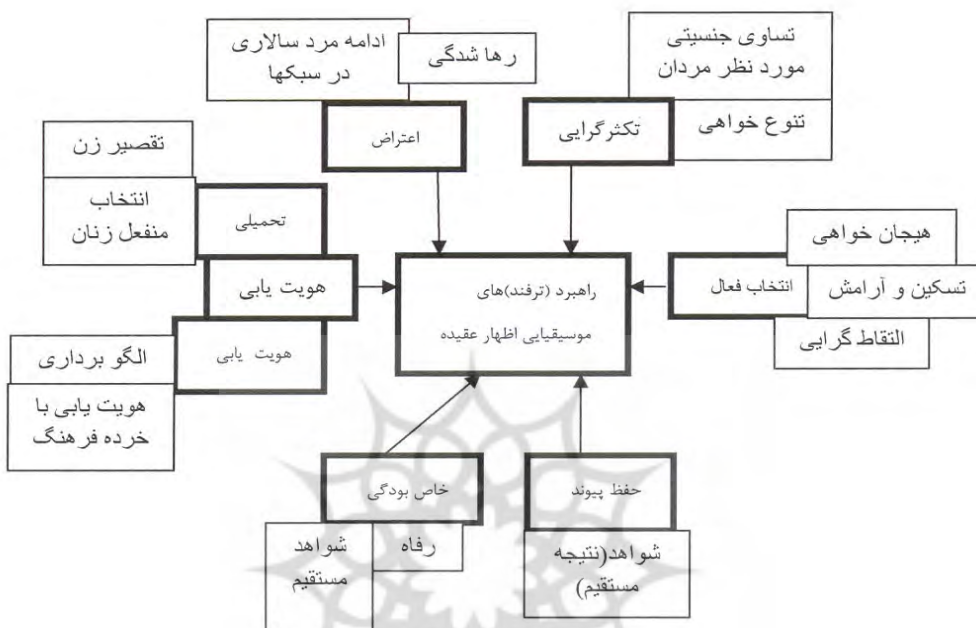 تساوی جنسیتی
مورد نظر مردان
تنوع خواهی
تکثرگرایی
رها شدگی
ادامه مرد سالاری
در سبکها
اعتراض
تقصیر زن
انتخاب
منفعل زنان
تحمیلی
هویت یابی
هویت یابی
الگو برداری
هویت یابی با
خرده فرهنگ
راهبرد (ترفند)های
موسیقیایی اظهار عقیده
هیجان خواهی
انتخاب فعال
تسکین و آرامش
التقاط گرایی
حفظ پیوند
شواهد(نتیجه
مستقیم)
خاص بودگی
رفاه
شواهد
مستقیم